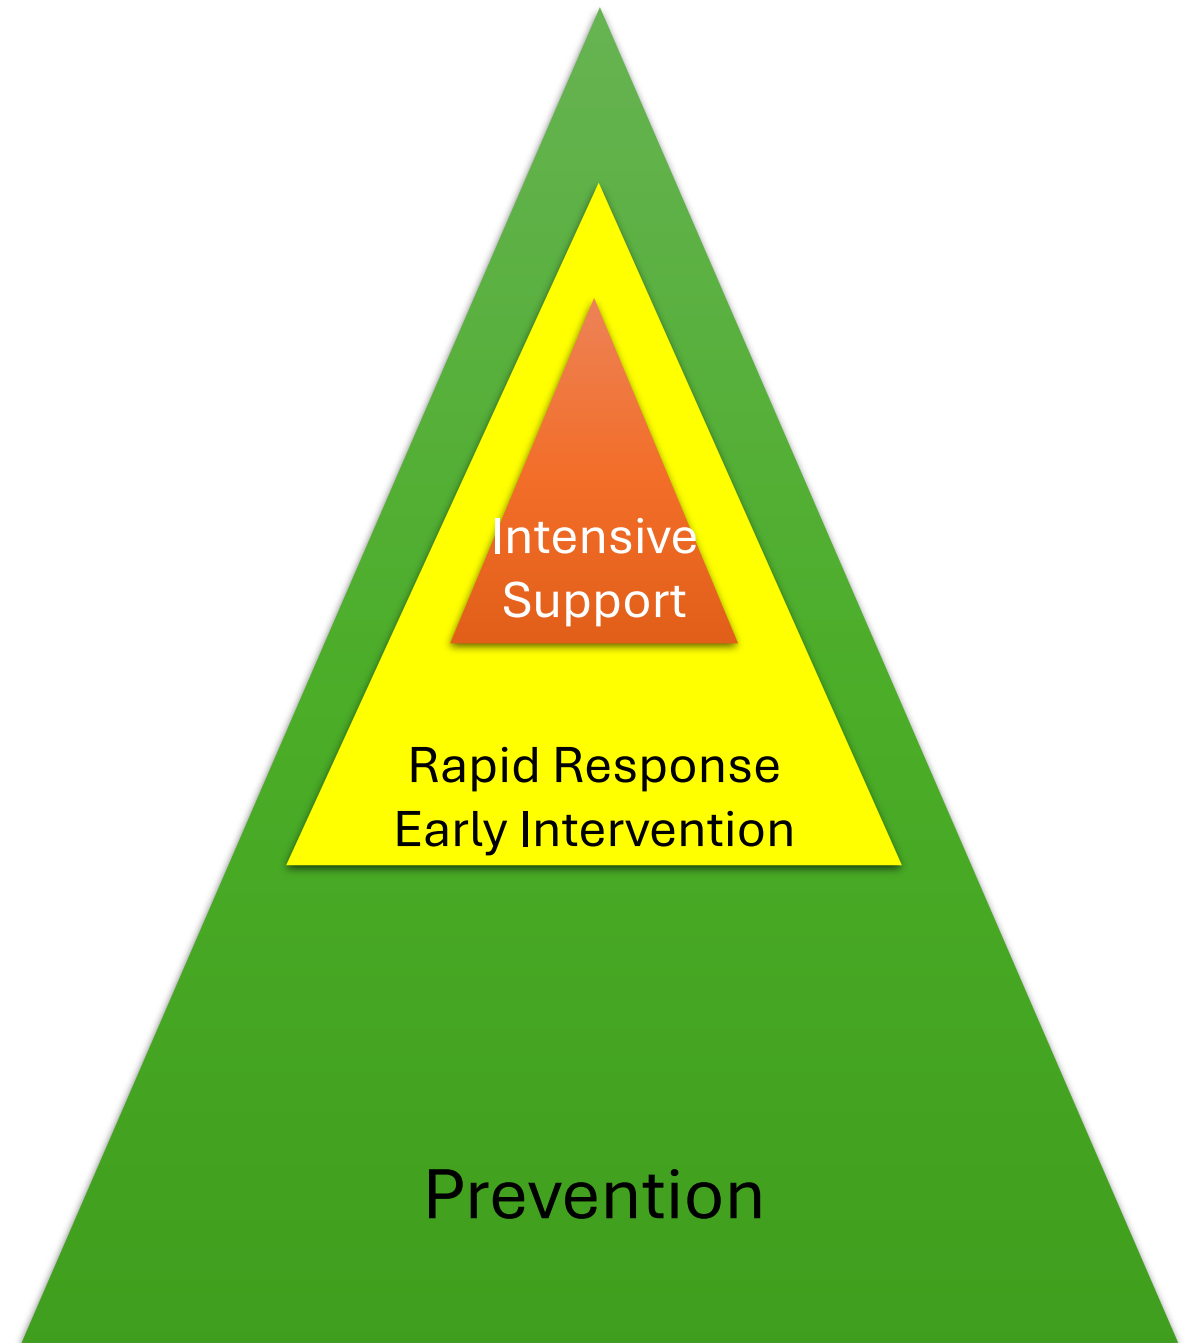 Intensive
Support
Rapid Response
Early Intervention
Prevention